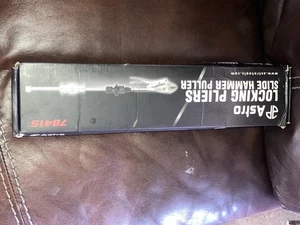 Astro
LOCKING PLIERS
SLIDE HAMMER PULLER
www.astrotools.com
78415